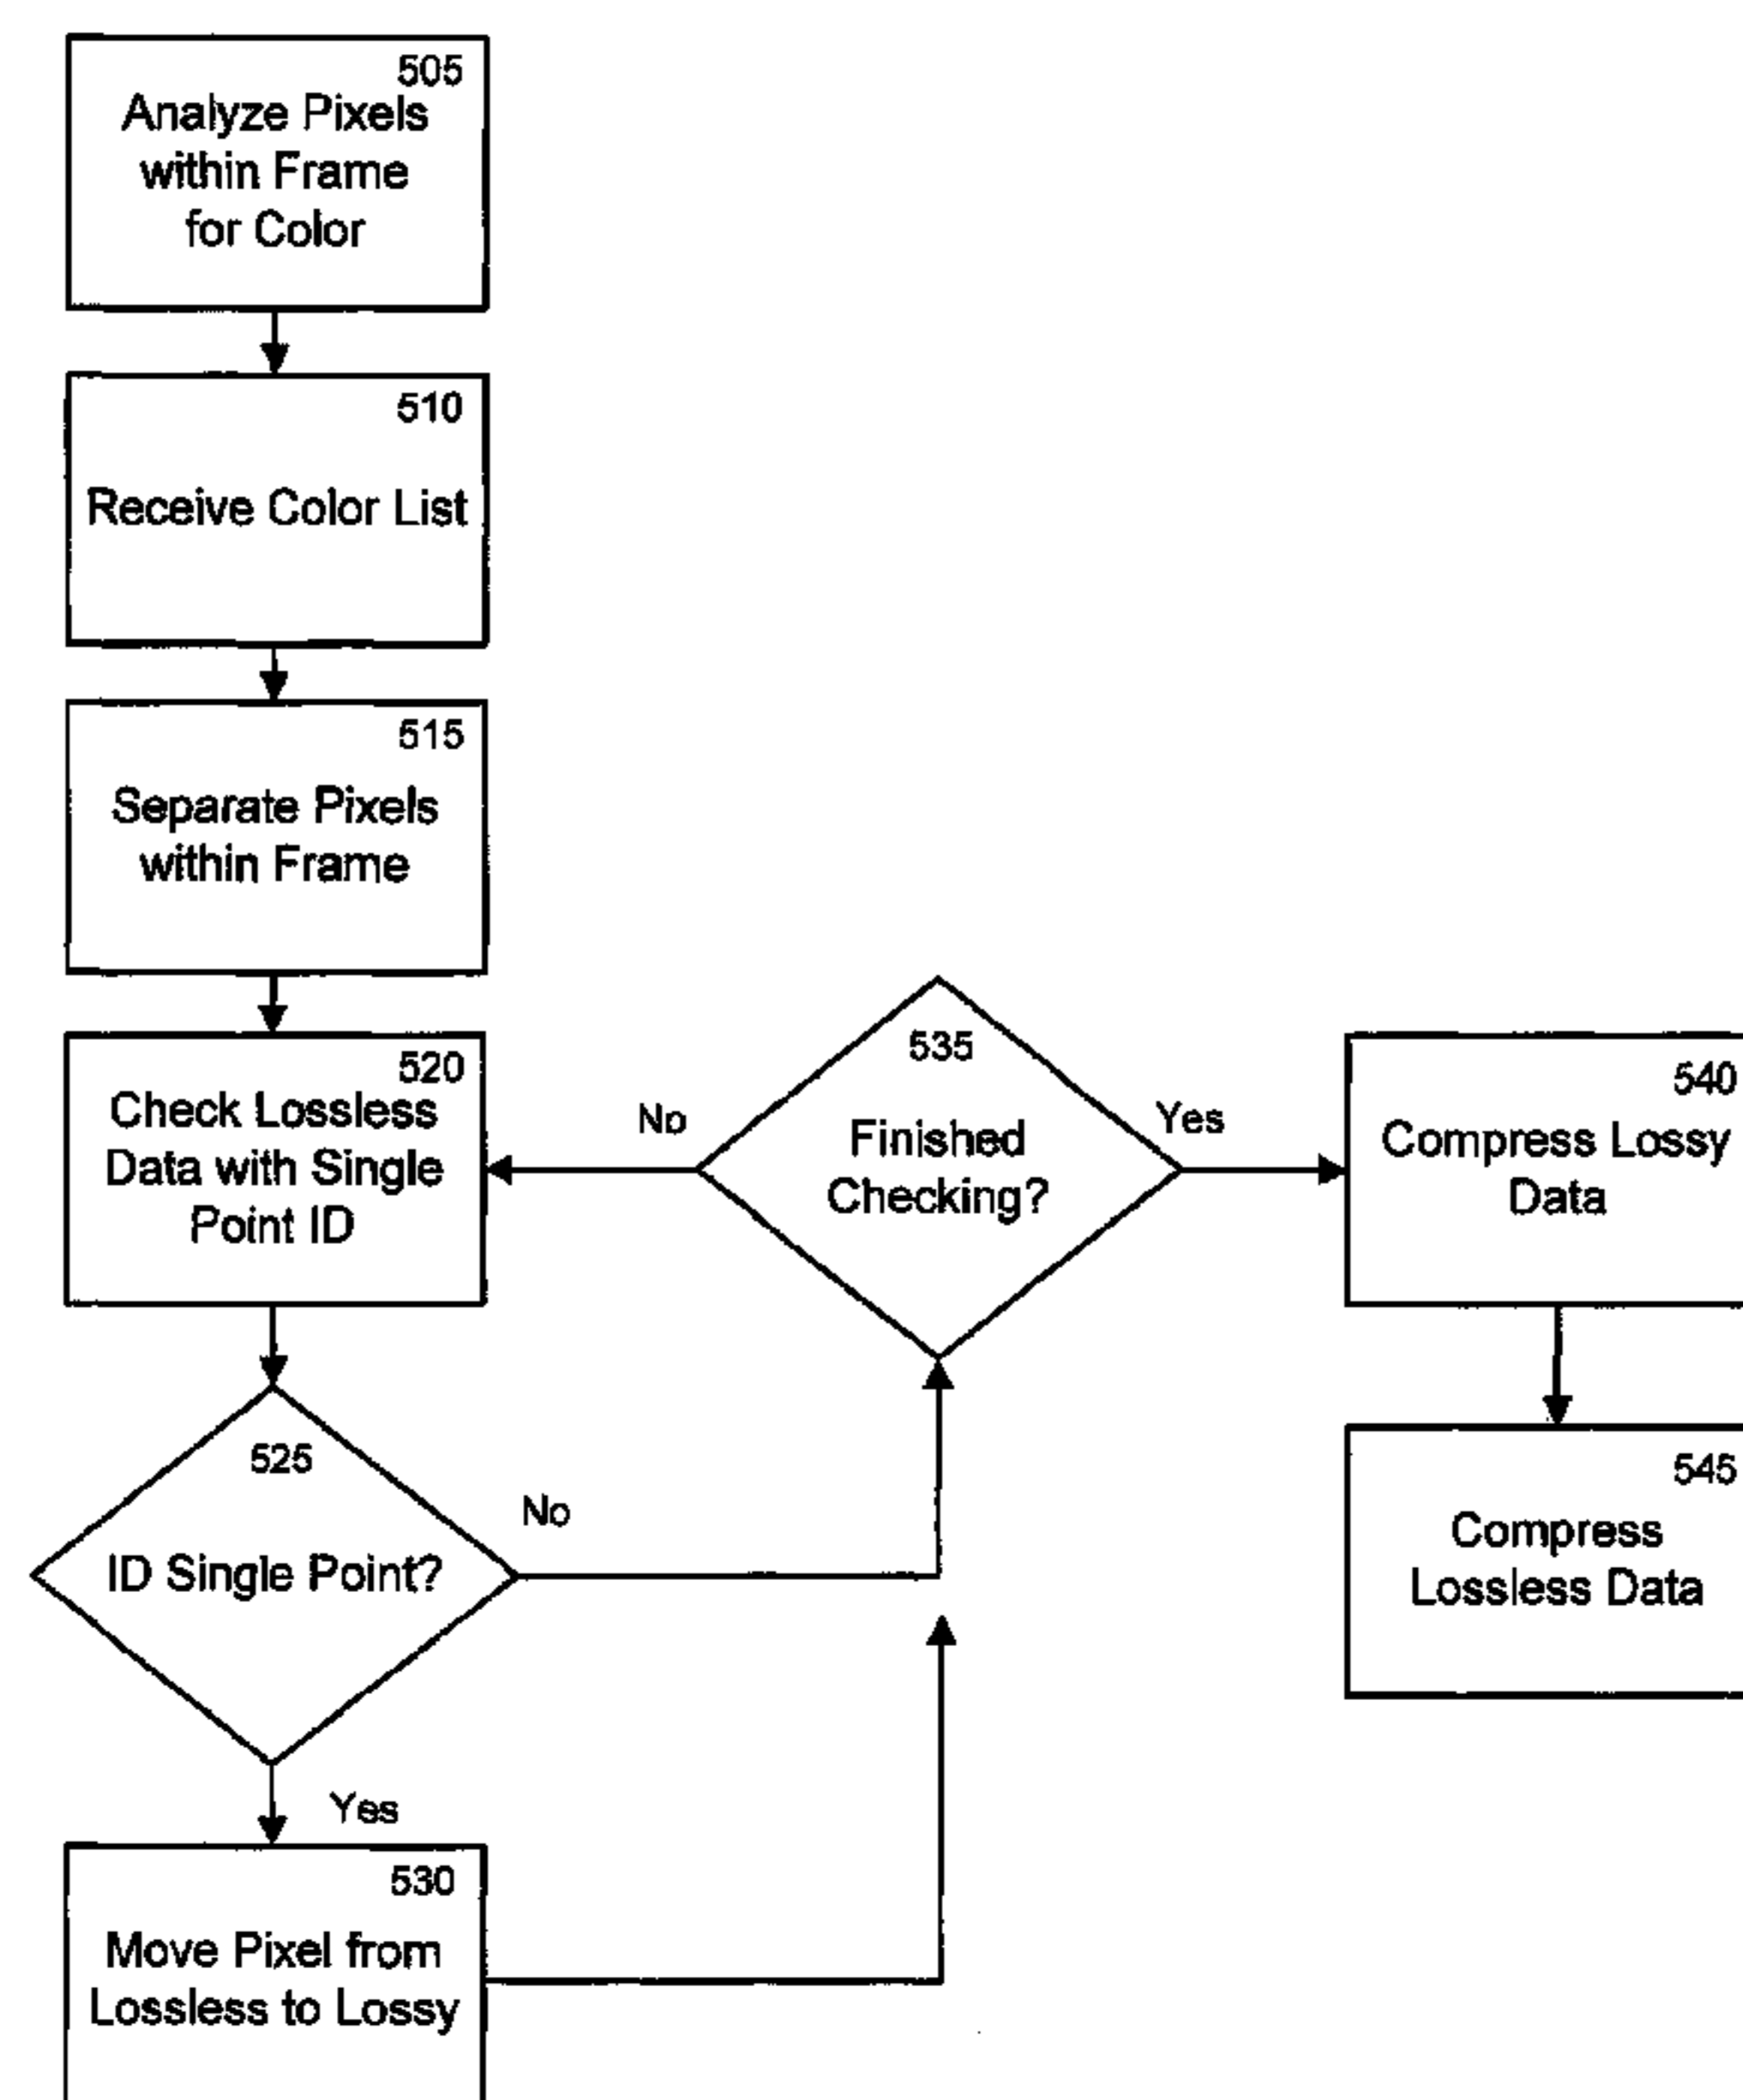 505
Analyze Pixels
within Frame
for Color
510
Receive Color List
515
Separate Pixels
within Frame
520
Check Lossless
Data with Single
Point ID
525
ID Single Point?
No
Yes
530
Move Pixel from
Lossless to Lossy
535
Finished
Checking?
No
Yes
540
Compress Lossy
Data
545
Compress
Lossless Data